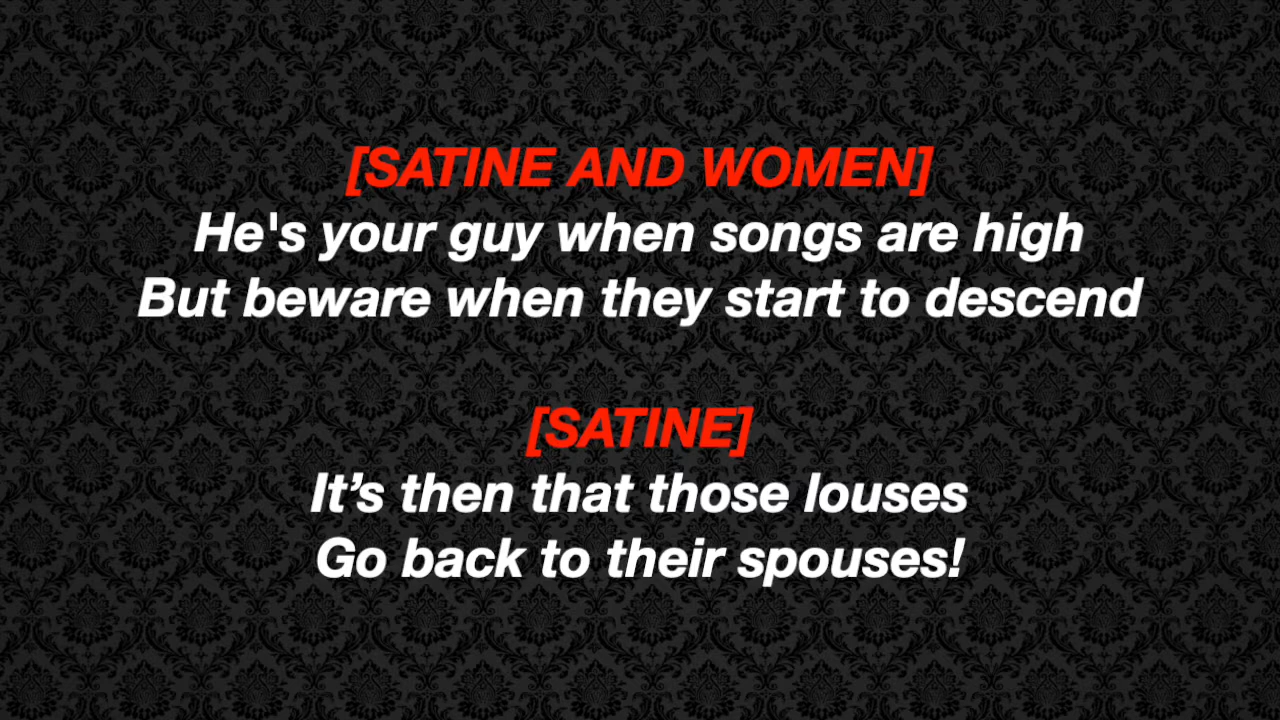 [SATINE AND WOMEN]
He's your guy when songs are high
But beware when they start to descend
[SATINE]
It’s then that those louses
Go back to their spouses!